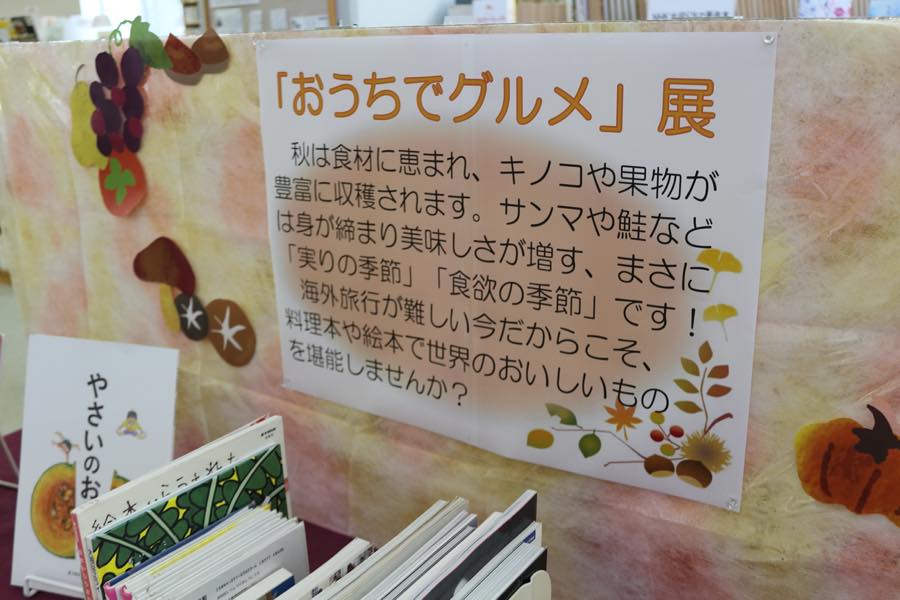 「おうちでグルメ」展
秋は食材に恵まれ、キノコや果物が
豊富に収穫されます。サンマや鮭など
は身が締まり美味しさが増す、まさに
「実りの季節」「食欲の季節」です！
海外旅行が難しい今だからこそ、
料理本や絵本で世界のおいしいもの
を堪能しませんか？
やさいのお